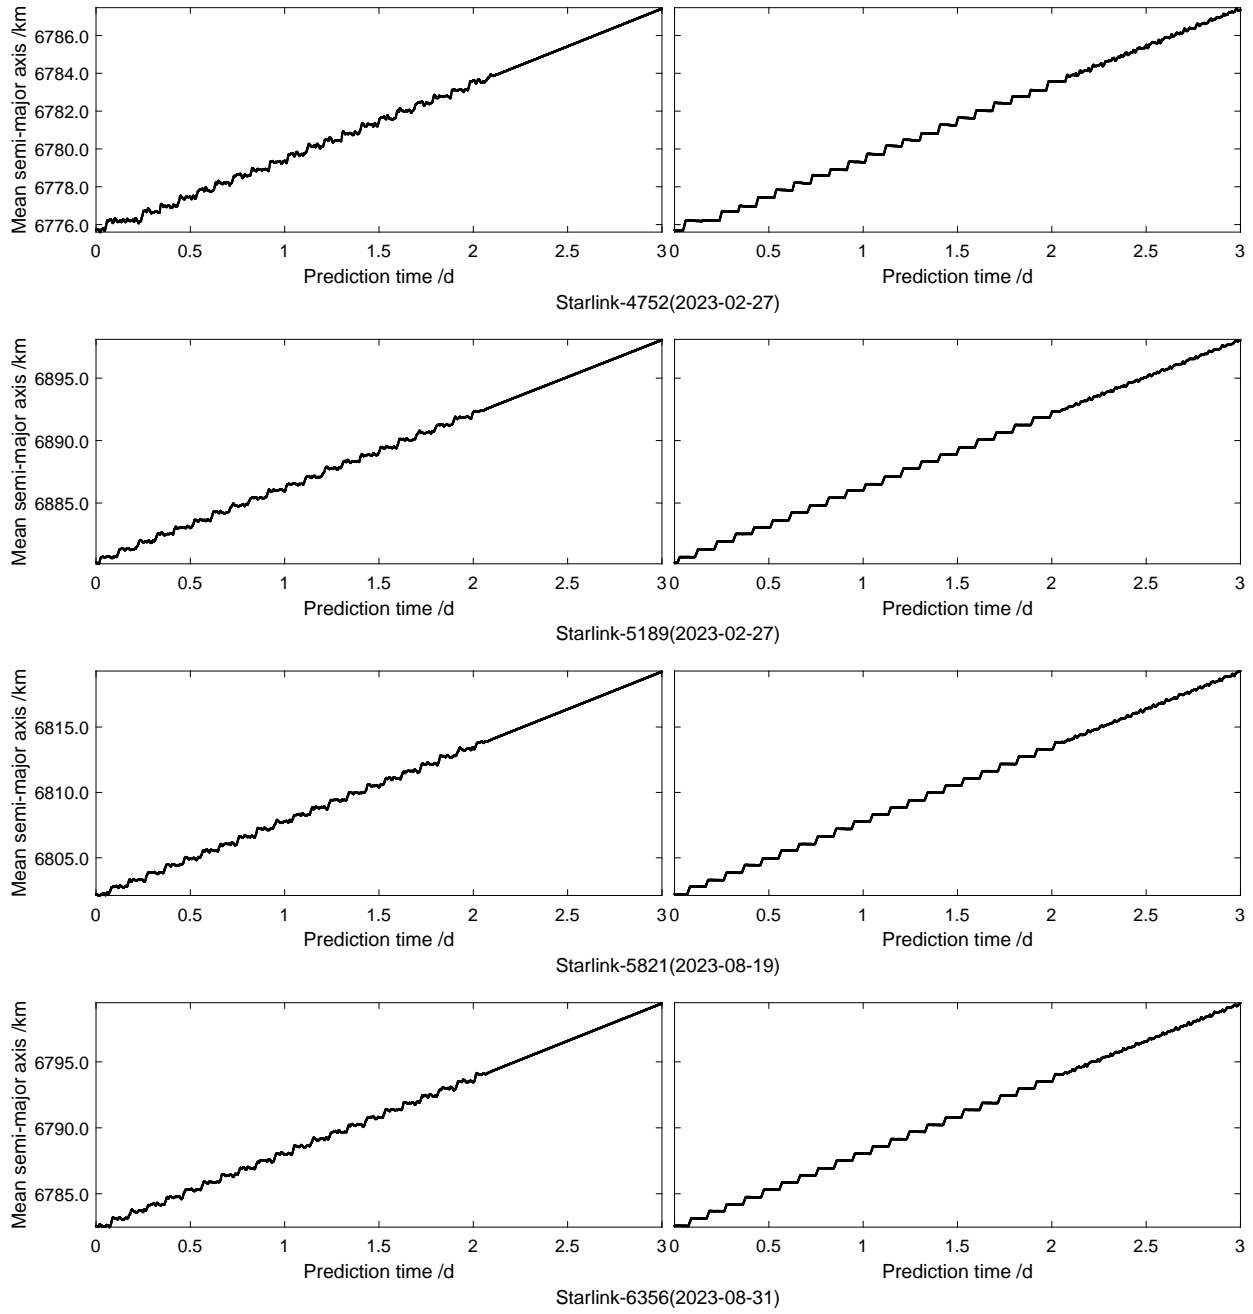 Mean semi-major axis /km
6786.0
6784.0
6782.0
6780.0
6778.0
6776.0
0 0.5 1 1.5 2 2.5 3 0 0.5 1 1.5 2 2.5 3
Prediction time /d Prediction time /d
Starlink-4752(2023-02-27)
Mean semi-major axis /km
6895.0
6890.0
6885.0
0 0.5 1 1.5 2 2.5 3 0 0.5 1 1.5 2 2.5 3
Prediction time /d Prediction time /d
Starlink-5189(2023-02-27)
Mean semi-major axis /km
6815.0
6810.0
6805.0
0 0.5 1 1.5 2 2.5 3 0 0.5 1 1.5 2 2.5 3
Prediction time /d Prediction time /d
Starlink-5821(2023-08-19)
Mean semi-major axis /km
6795.0
6790.0
6785.0
0 0.5 1 1.5 2 2.5 3 0 0.5 1 1.5 2 2.5 3
Prediction time /d Prediction time /d
Starlink-6356(2023-08-31)